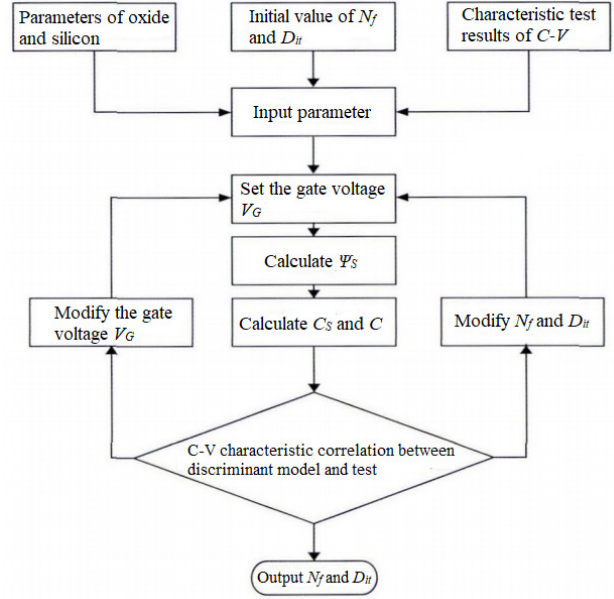 Parameters of oxide
and silicon
Initial value of Nf
and Dit
Characteristic test
results of C-V
Input parameter
Set the gate voltage
VG
Calculate ΨS
Modify the gate
voltage VG
Calculate CS and C
Modify Nf and Dit
C-V characteristic correlation between
discriminant model and test
Output Nf and Dit